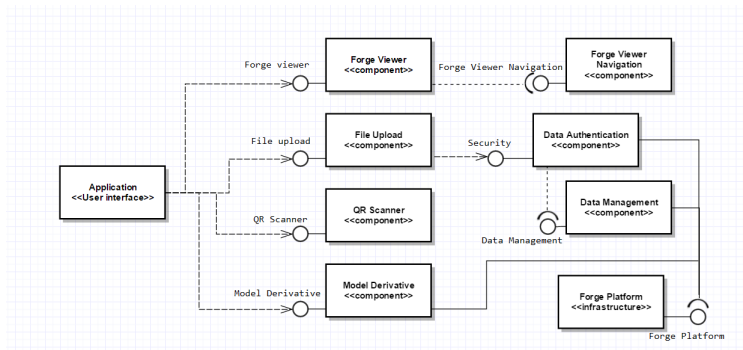 Forge viewer
Forge Viewer
<<component>>
Forge Viewer Navigation
Forge Viewer
Navigation
<<component>>
File upload
File Upload
<<component>>
Security
Data Authentication
<<component>>
Application
<<User interface>>
QR Scanner
QR Scanner
<<component>>
Data Management
<<component>>
Data Management
Model Derivative
Model Derivative
<<component>>
Forge Platform
<<infrastructure>>
Forge Platform